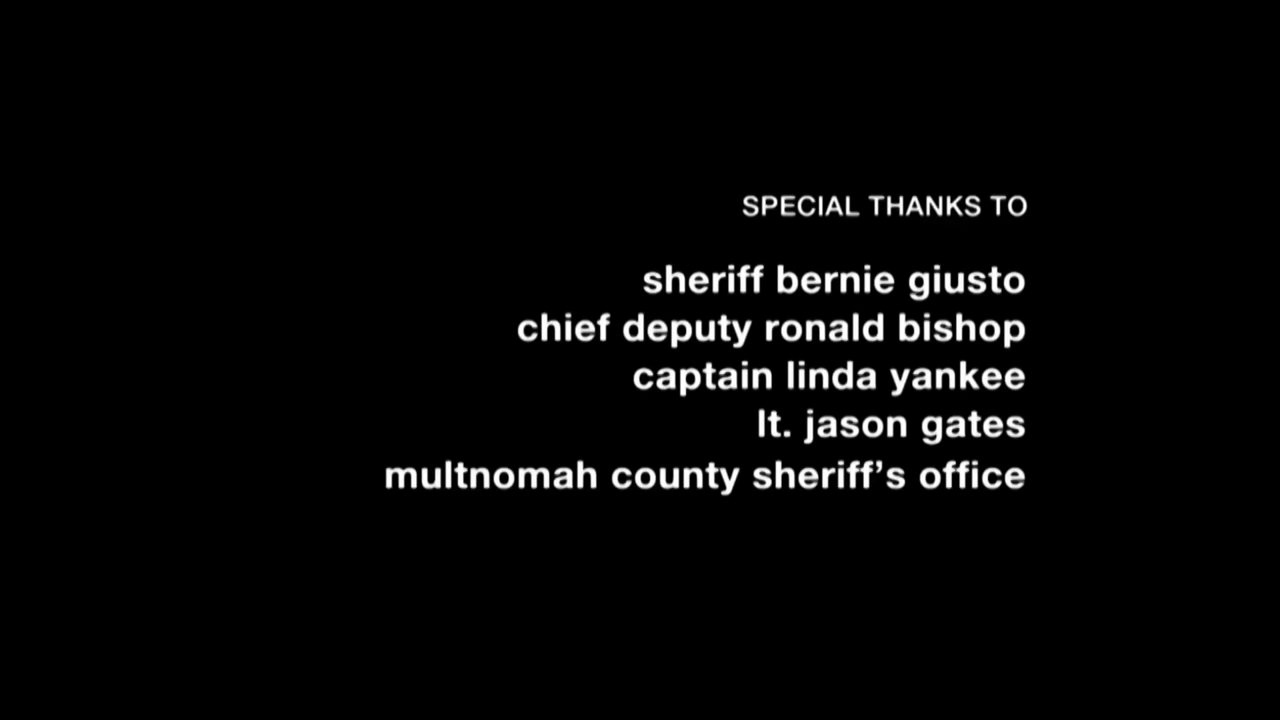 SPECIAL THANKS TO
sheriff bernie giusto
chief deputy ronald bishop
captain linda yankee
lt. jason gates
multnomah county sheriff’s office